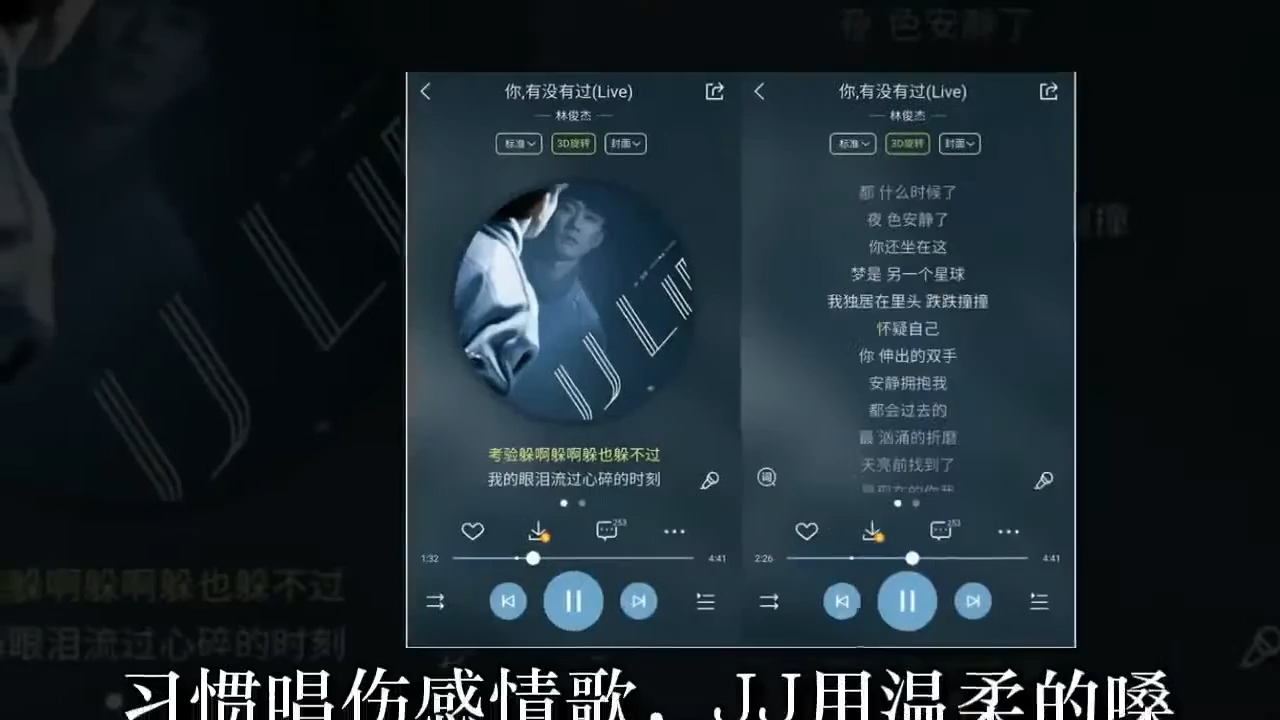 夜 色安静了
你,有没有过(Live)
林俊杰
标准 3D旋转 封面
JJ LIN
考验躲啊躲啊躲也躲不过
我的眼泪流过心碎的时刻
253
1:32 4:41
你,有没有过(Live)
林俊杰
标准 3D旋转 封面
都 什么时候了
夜 色安静了
你还坐在这
梦是 另一个星球
我独居在里头 跌跌撞撞
怀疑自己
你 伸出的双手
安静拥抱我
都会过去的
最 汹涌的折磨
天亮前找到了
词
253
2:26 4:41
躲啊躲啊躲也躲不过
眼泪流过心碎的时刻
习惯唱伤感情歌，JJ用温柔的嗓